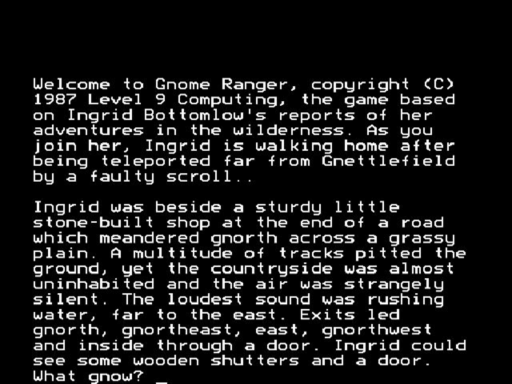 Welcome to Gnome Ranger, copyright (C)
1987 Level 9 Computing, the game based
on Ingrid Bottomlow's reports of her
adventures in the wilderness. As you
join her, Ingrid is walking home after
being teleported far from Gnettlefield
by a faulty scroll..
Ingrid was beside a sturdy little
stone-built shop at the end of a road
which meandered gnorth across a grassy
plain. A multitude of tracks pitted the
ground, yet the countryside was almost
uninhabited and the air was strangely
silent. The loudest sound was rushing
water, far to the east. Exits led
gnorth, gnortheast, east, gnorthwest
and inside through a door. Ingrid could
see some wooden shutters and a door.
What gnow? _